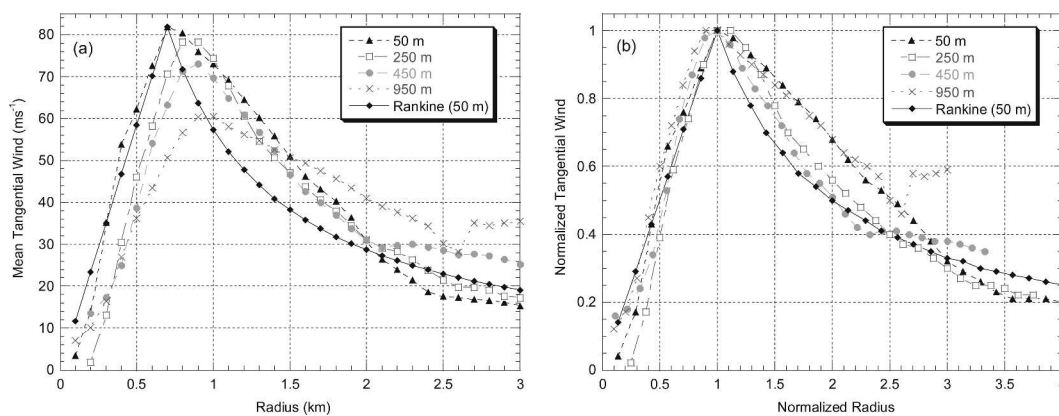 (a)
50 m
250 m
450 m
950 m
Rankine (50 m)
Mean Tangential Wind (ms⁻¹)
80
70
60
50
40
30
20
10
0
0 0.5 1 1.5 2 2.5 3
Radius (km)
(b)
50 m
250 m
450 m
950 m
Rankine (50 m)
Normalized Tangential Wind
1
0.8
0.6
0.4
0.2
0
0 0.5 1 1.5 2 2.5 3 3.5 4
Normalized Radius